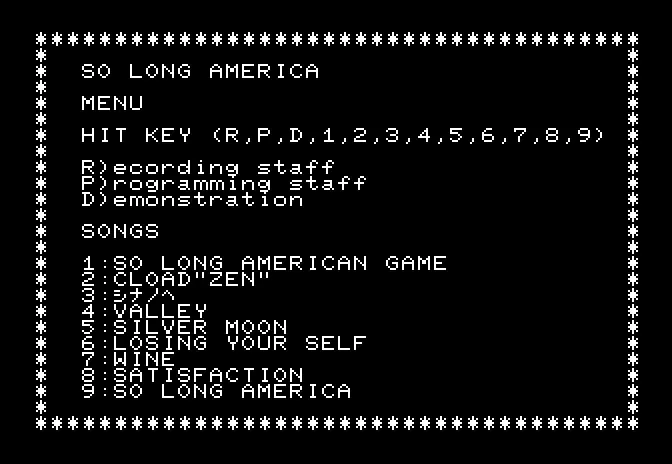 ****************************************
SO LONG AMERICA
MENU
HIT KEY (R,P,D,1,2,3,4,5,6,7,8,9)
R)ecording staff
P)rogramming staff
D)emonstration
SONGS
1:SO LONG AMERICAN GAME
2:CLOAD"ZEN"
3:シナノヘ
4:VALLEY
5:SILVER MOON
6:LOSING YOUR SELF
7:WINE
8:SATISFACTION
9:SO LONG AMERICA
****************************************